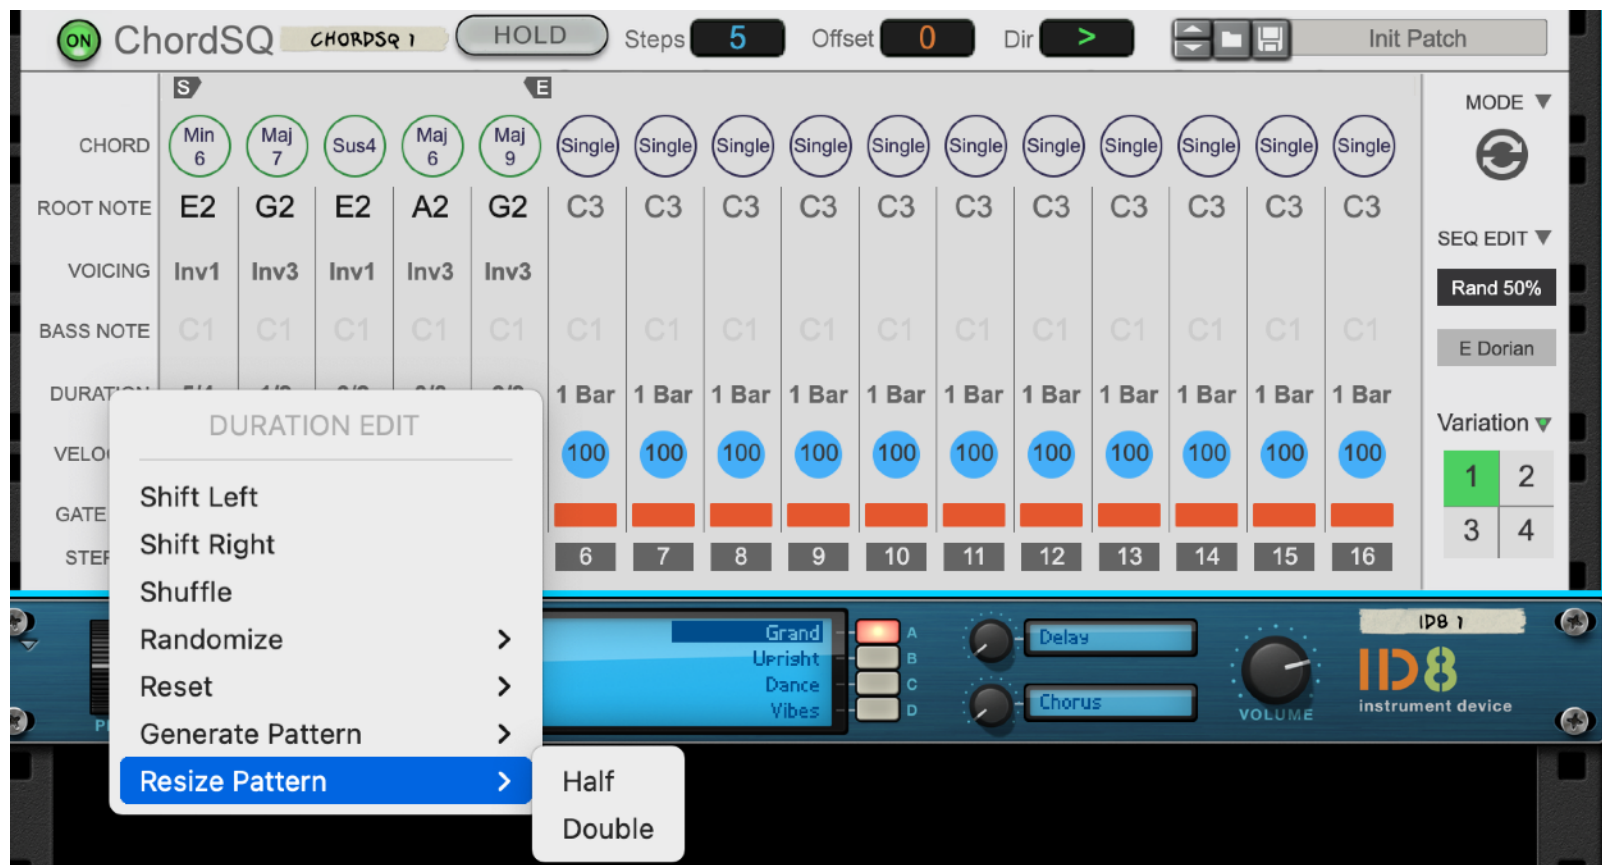 ON ChordSQ CHORDSQ 1 HOLD Steps 5 Offset 0 Dir > Init Patch
S E
MODE
CHORD Min 6 Maj 7 Sus4 Maj 6 Maj 9 Single Single Single Single Single Single Single Single Single Single Single
ROOT NOTE E2 G2 E2 A2 G2 C3 C3 C3 C3 C3 C3 C3 C3 C3 C3 C3
SEQ EDIT
VOICING Inv1 Inv3 Inv1 Inv3 Inv3
Rand 50%
BASS NOTE C1 C1 C1 C1 C1 C1 C1 C1 C1 C1 C1 C1 C1 C1 C1 C1
E Dorian
1 Bar 1 Bar 1 Bar 1 Bar 1 Bar 1 Bar 1 Bar 1 Bar 1 Bar 1 Bar 1 Bar
Variation
100 100 100 100 100 100 100 100 100 100 100
1 2
GATE
3 4
6 7 8 9 10 11 12 13 14 15 16
DURATION EDIT
Shift Left
Shift Right
Shuffle
Randomize
Reset
Generate Pattern
Resize Pattern
Half
Double
Grand A
Upright B
Dance C
Vibes D
Delay
Chorus
VOLUME
ID8 1
ID8
instrument device